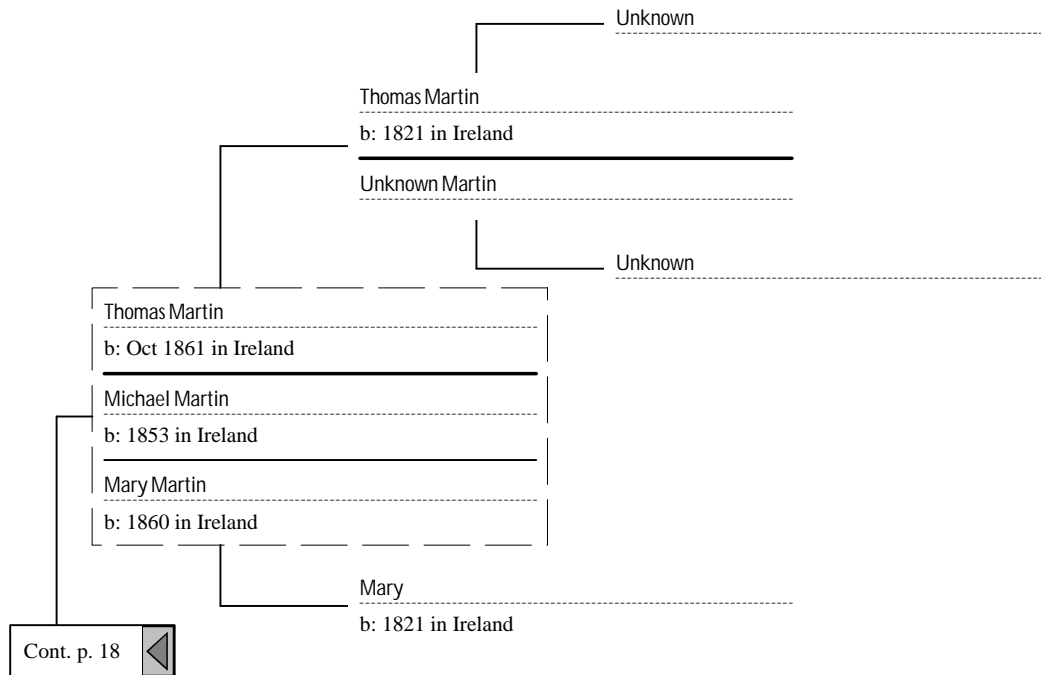 Unknown
Thomas Martin
b: 1821 in Ireland
Unknown Martin
Unknown
Thomas Martin
b: Oct 1861 in Ireland
Michael Martin
b: 1853 in Ireland
Mary Martin
b: 1860 in Ireland
Mary
b: 1821 in Ireland
Cont. p. 18